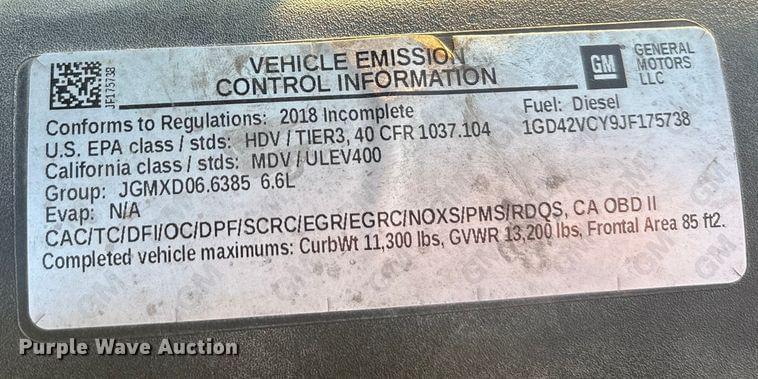 JF175738
VEHICLE EMISSION
CONTROL INFORMATION
GM
GENERAL
MOTORS
LLC
Conforms to Regulations: 2018 Incomplete
Fuel: Diesel
U.S. EPA class / stds: HDV / TIER3, 40 CFR 1037.104
1GD42VCY9JF175738
California class / stds: MDV / ULEV400
Group: JGMXD06.6385 6.6L
Evap: N/A
CAC/TC/DFI/OC/DPF/SCRC/EGR/EGRC/NOXS/PMS/RDQS, CA OBD II
Completed vehicle maximums: CurbWt 11,300 lbs, GVWR 13,200 lbs, Frontal Area 85 ft2.
Purple Wave Auction